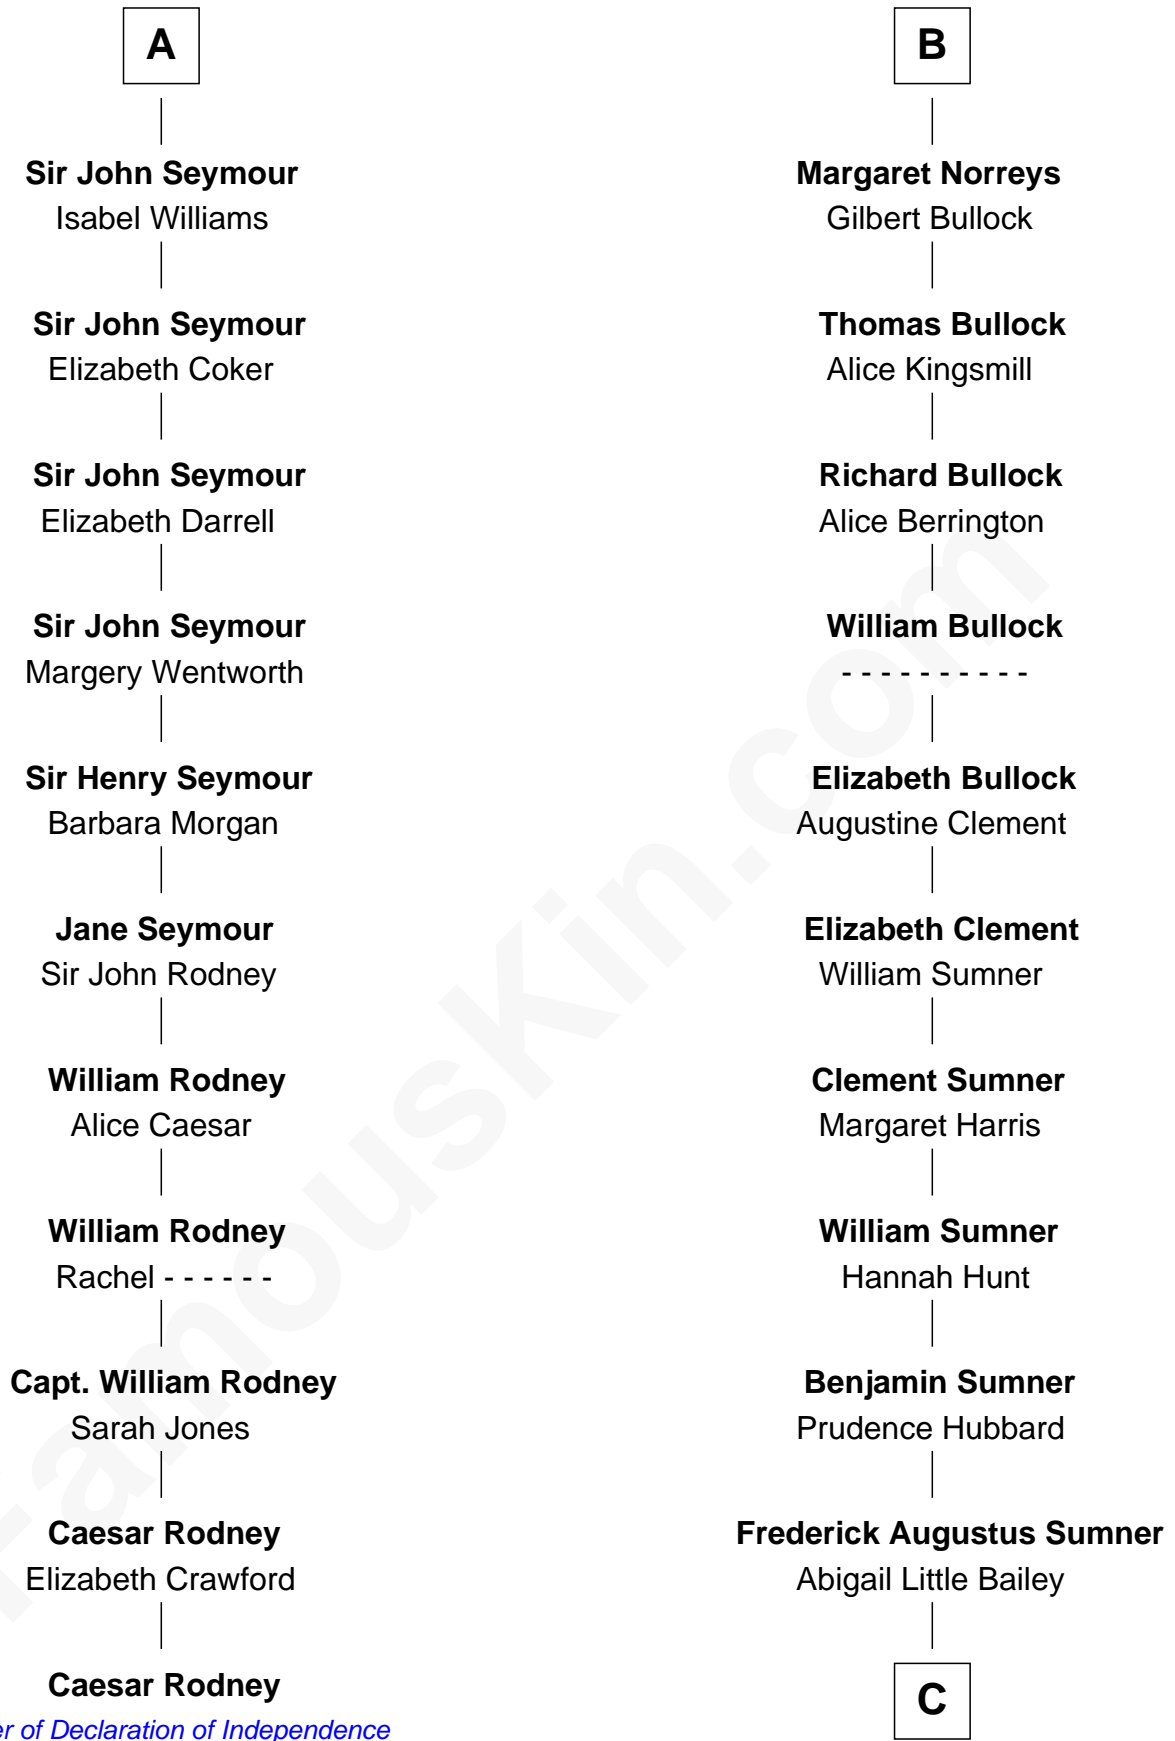 A
Sir John Seymour
Isabel Williams
Sir John Seymour
Elizabeth Coker
Sir John Seymour
Elizabeth Darrell
Sir John Seymour
Margery Wentworth
Sir Henry Seymour
Barbara Morgan
Jane Seymour
Sir John Rodney
William Rodney
Alice Caesar
William Rodney
Rachel - - - - - -
Capt. William Rodney
Sarah Jones
Caesar Rodney
Elizabeth Crawford
Caesar Rodney
er of Declaration of Independence
B
Margaret Norreys
Gilbert Bullock
Thomas Bullock
Alice Kingsmill
Richard Bullock
Alice Berrington
William Bullock
- - - - - - - - - -
Elizabeth Bullock
Augustine Clement
Elizabeth Clement
William Sumner
Clement Sumner
Margaret Harris
William Sumner
Hannah Hunt
Benjamin Sumner
Prudence Hubbard
Frederick Augustus Sumner
Abigail Little Bailey
C
FamousKin.com